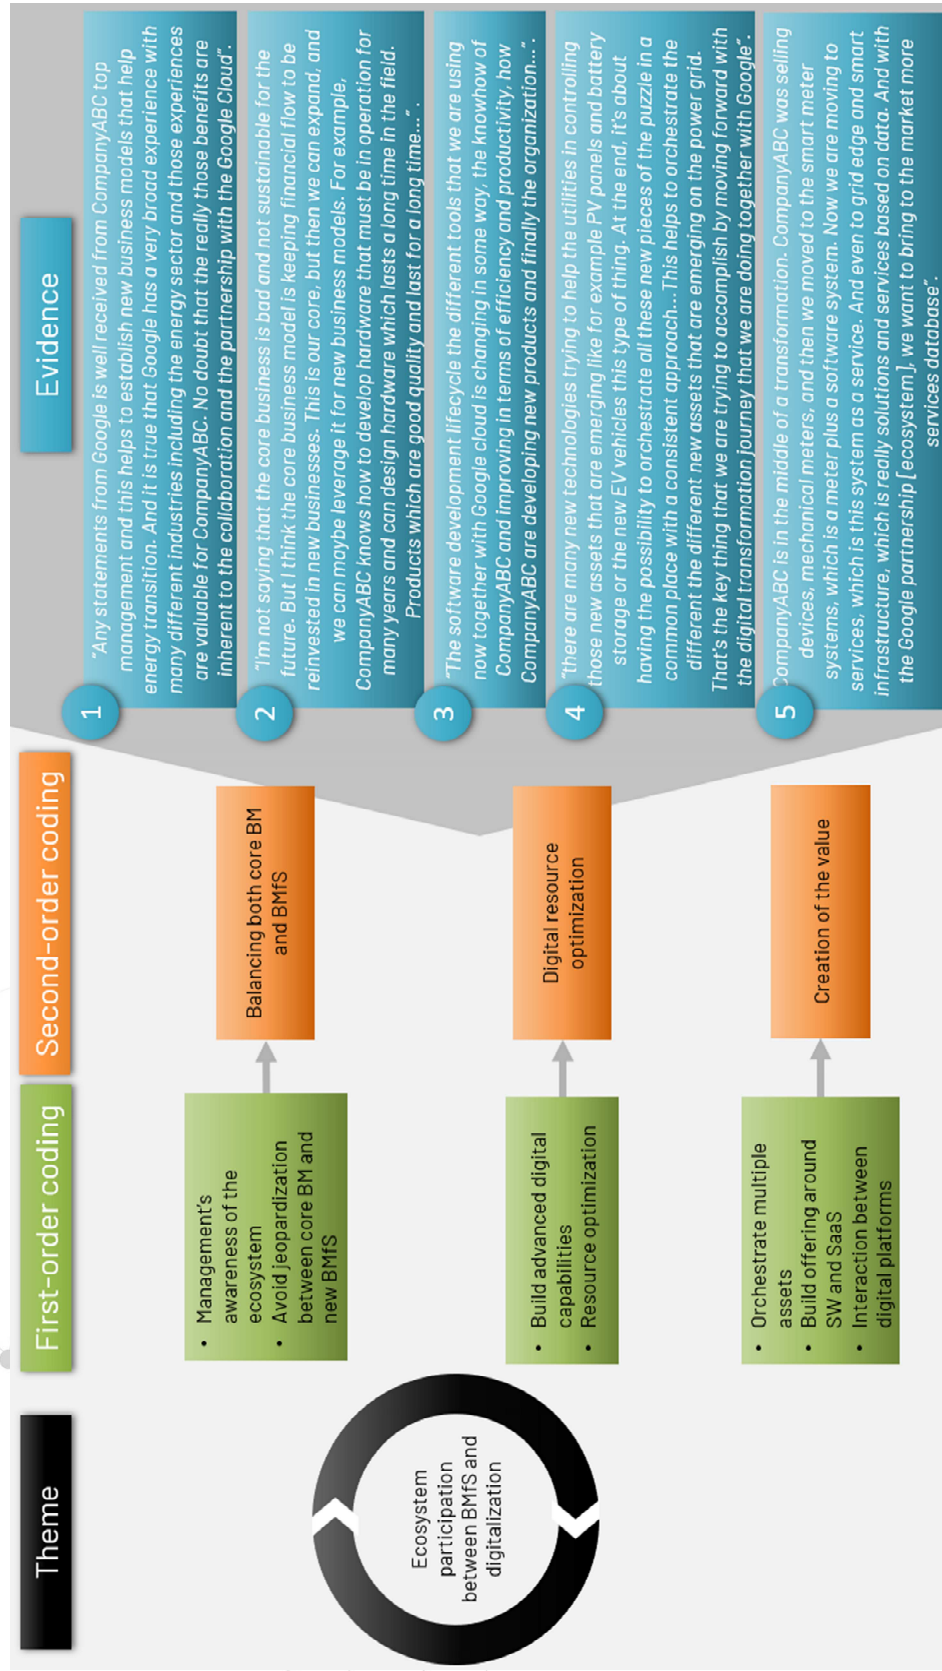 Theme
First-order coding
Second-order coding
Evidence
Ecosystem
participation
between BMfS and
digitalization
• Management's
awareness of the
ecosystem
• Avoid jeopardization
between core BM and
new BMfS
Balancing both core BM
and BMfS
• Build advanced digital
capabilities
• Resource optimization
Digital resource
optimization
• Orchestrate multiple
assets
• Build offering around
SW and SaaS
• Interaction between
digital platforms
Creation of the value
1
"Any statements from Google is well received from CompanyABC top
management and this helps to establish new business models that help
energy transition. And it is true that Google has a very broad experience with
many different industries including the energy sector and those experiences
are valuable for CompanyABC. No doubt that the really those benefits are
inherent to the collaboration and the partnership with the Google Cloud".
2
"I'm not saying that the core business is bad and not sustainable for the
future. But I think the core business model is keeping financial flow to be
reinvested in new businesses. This is our core, but then we can expand, and
we can maybe leverage it for new business models. For example,
CompanyABC knows how to develop hardware that must be in operation for
many years and can design hardware which lasts a long time in the field.
Products which are good quality and last for a long time…".
3
"The software development lifecycle the different tools that we are using
now together with Google cloud is changing in some way, the knowhow of
CompanyABC and improving in terms of efficiency and productivity, how
CompanyABC are developing new products and finally the organization…".
4
"there are many new technologies trying to help the utilities in controlling
those new assets that are emerging like for example PV panels and battery
storage or the new EV vehicles this type of thing. At the end, it's about
having the possibility to orchestrate all these new pieces of the puzzle in a
common place with a consistent approach… This helps to orchestrate the
different the different new assets that are emerging on the power grid.
That's the key thing that we are trying to accomplish by moving forward with
the digital transformation journey that we are doing together with Google".
5
CompanyABC is in the middle of a transformation. CompanyABC was selling
devices, mechanical meters, and then we moved to the smart meter
systems, which is a meter plus a software system. Now we are moving to
services, which is this system as a service. And even to grid edge and smart
infrastructure, which is really solutions and services based on data. And with
the Google partnership [ecosystem], we want to bring to the market more
services database".